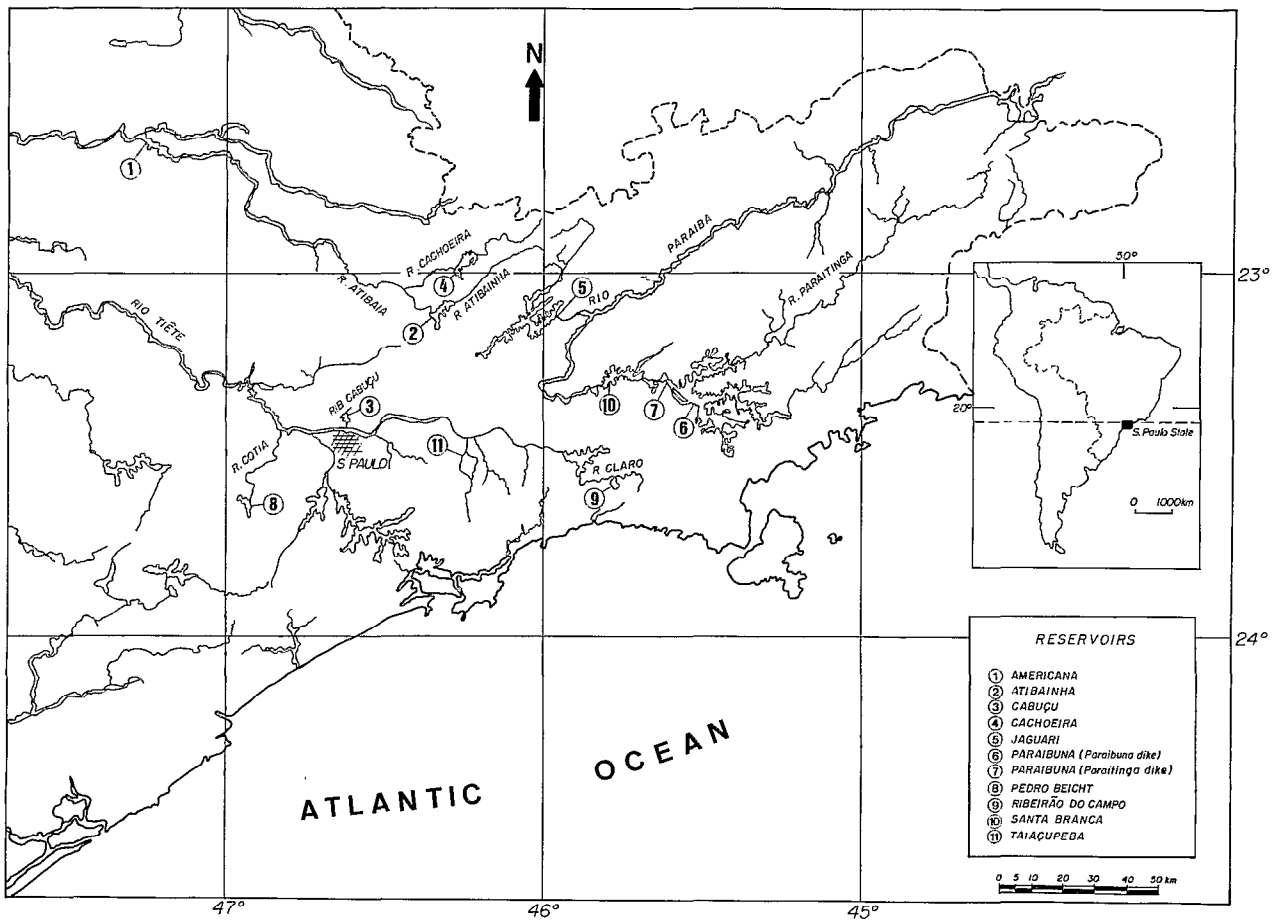 N
1
R. CACHOEIRA
PARAIBA
4
R. ATIBAIA
R. ATIBAINHA
5
RIO
R. PARAITINGA
23°
50°
RIO TIÊTE
2
10
7
6
20°
S. Paulo State
0 1000km
RIB. CABUÇU
3
R. COTIA
S. PAULO
11
R. CLARO
9
8
24°
RESERVOIRS
1 AMERICANA
2 ATIBAINHA
3 CABUÇU
4 CACHOEIRA
5 JAGUARI
6 PARAIBUNA (Paraibuna dike)
7 PARAIBUNA (Paraitinga dike)
8 PEDRO BEICHT
9 RIBEIRÃO DO CAMPO
10 SANTA BRANCA
11 TAIAÇUPEBA
ATLANTIC OCEAN
0 5 10 20 30 40 50 km
47° 46° 45°